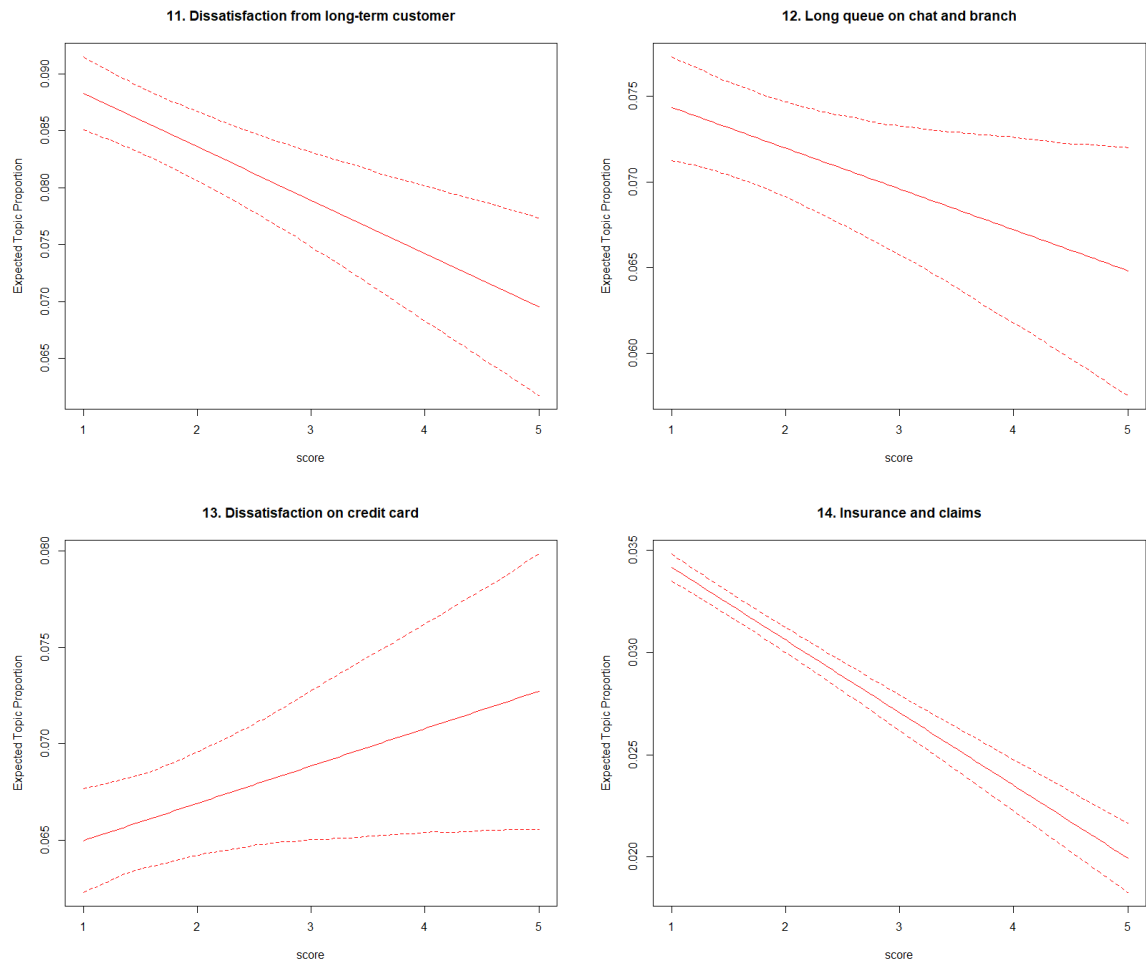 11. Dissatisfaction from long-term customer
Expected Topic Proportion
0.090
0.085
0.080
0.075
0.070
0.065
1 2 3 4 5
score
12. Long queue on chat and branch
Expected Topic Proportion
0.075
0.070
0.065
0.060
1 2 3 4 5
score
13. Dissatisfaction on credit card
Expected Topic Proportion
0.080
0.075
0.070
0.065
1 2 3 4 5
score
14. Insurance and claims
Expected Topic Proportion
0.035
0.030
0.025
0.020
1 2 3 4 5
score